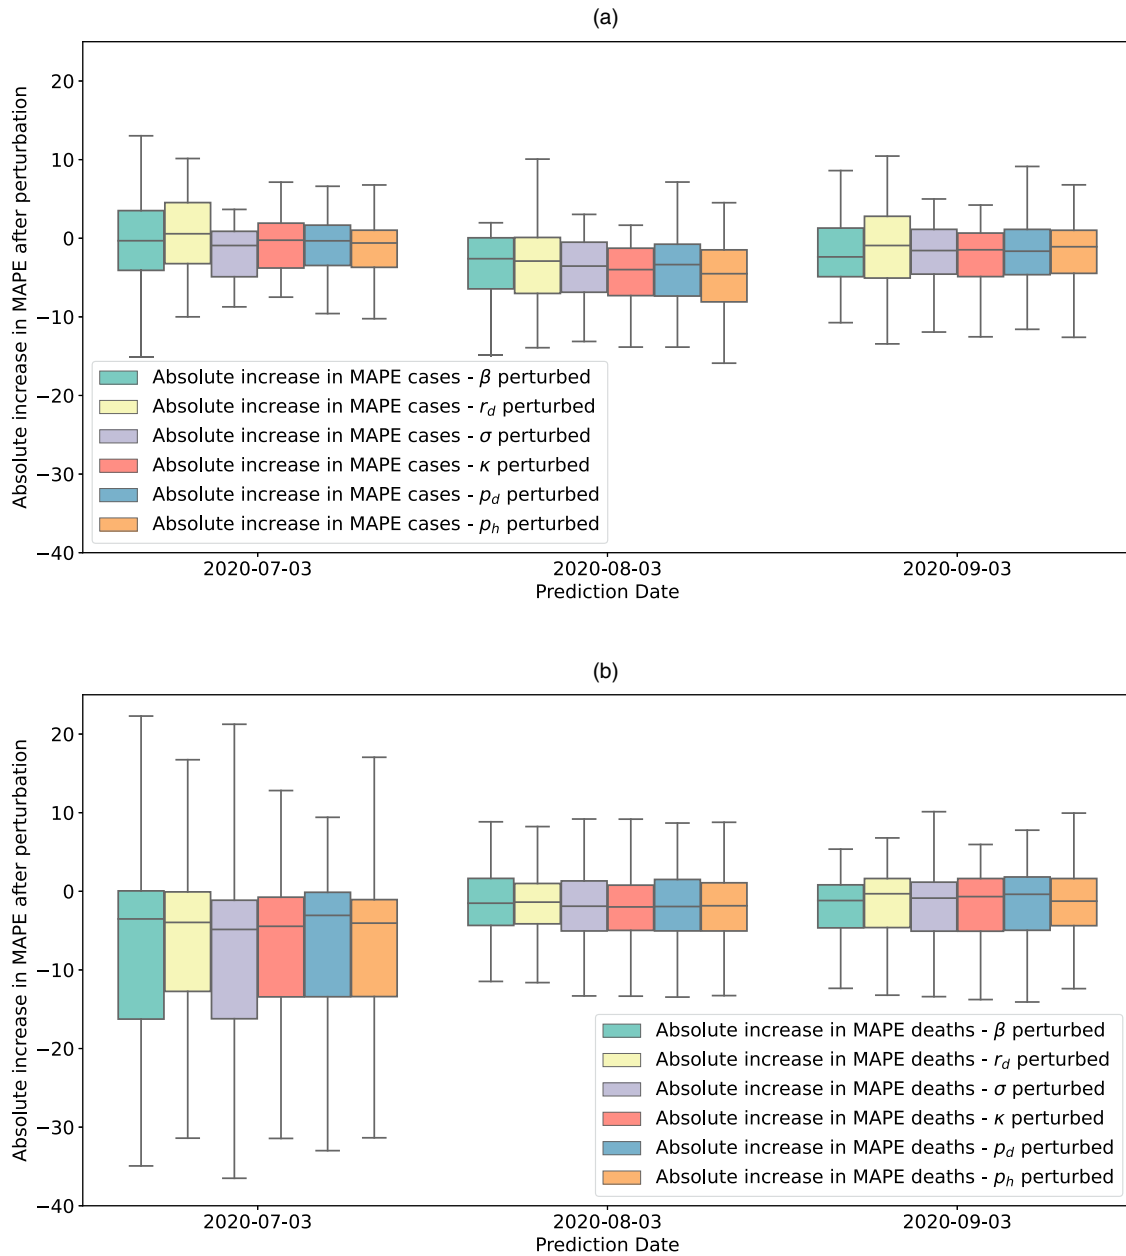 (a)
Absolute increase in MAPE after perturbation
20
10
0
−10
−20
−30
−40
Absolute increase in MAPE cases - β perturbed
Absolute increase in MAPE cases - r_d perturbed
Absolute increase in MAPE cases - σ perturbed
Absolute increase in MAPE cases - κ perturbed
Absolute increase in MAPE cases - p_d perturbed
Absolute increase in MAPE cases - p_h perturbed
2020-07-03 2020-08-03 2020-09-03
Prediction Date
(b)
Absolute increase in MAPE after perturbation
20
10
0
−10
−20
−30
−40
Absolute increase in MAPE deaths - β perturbed
Absolute increase in MAPE deaths - r_d perturbed
Absolute increase in MAPE deaths - σ perturbed
Absolute increase in MAPE deaths - κ perturbed
Absolute increase in MAPE deaths - p_d perturbed
Absolute increase in MAPE deaths - p_h perturbed
2020-07-03 2020-08-03 2020-09-03
Prediction Date